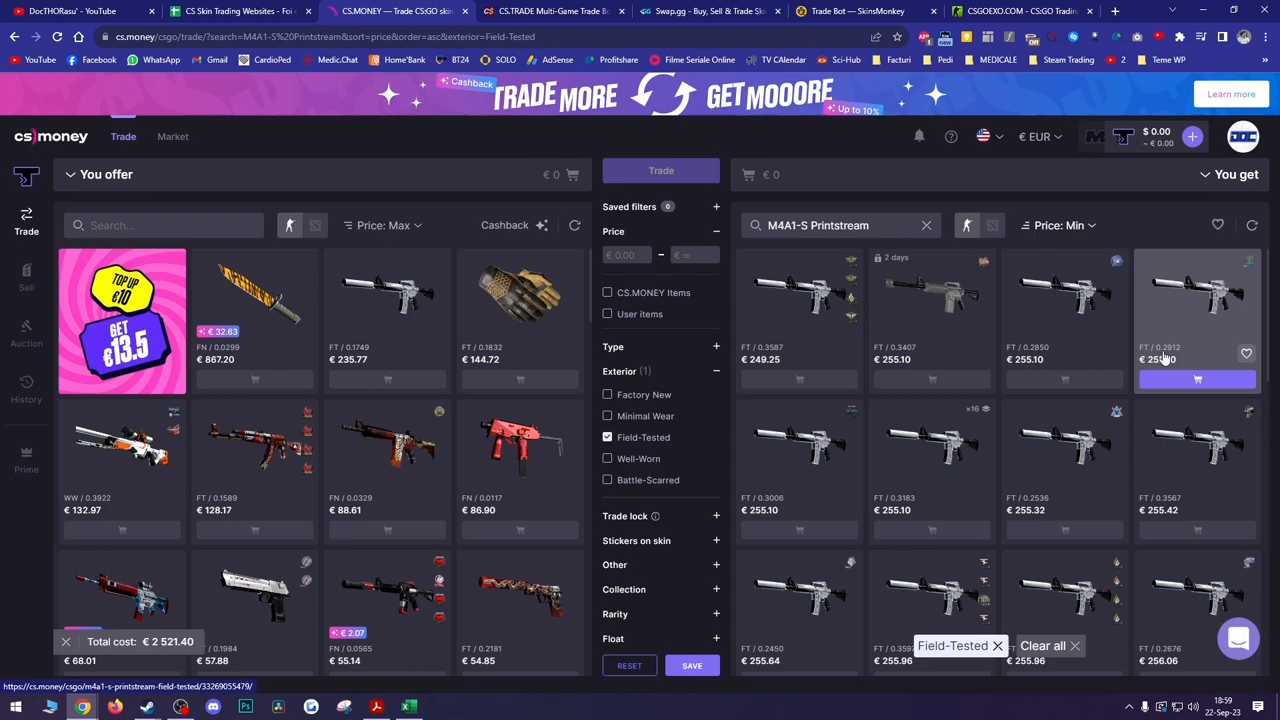 DocTHORasu' - YouTube
CS Skin Trading Websites - Foi c
CS.MONEY — Trade CS:GO skin
CS.TRADE Multi-Game Trade Bo
Swap.gg - Buy, Sell & Trade Skin
Trade Bot — SkinsMonkey
CSGOEXO.COM - CS:GO Trading
cs.money/csgo/trade/?search=M4A1-S%20Printstream&sort=price&order=asc&exterior=Field-Tested
YouTube
Facebook
WhatsApp
Gmail
CardioPed
Medic.Chat
Home'Bank
BT24
SOLO
AdSense
Profitshare
Filme Seriale Online
TV CAlendar
Sci-Hub
Facturi
Pedi
MEDICALE
Steam Trading
2
Teme WP
Cashback
TRADE MORE
GET MOOORE
Up to 10%
Learn more
cs)money
Trade
Market
€ EUR
$ 0.00
~ € 0.00
DOC
You offer
€ 0
Trade
€ 0
You get
Trade
Sell
Auction
History
Prime
Search...
Price: Max
Cashback
TOP UP €10
GET €13.5
€ 32.63
FN / 0.0299
€ 867.20
FT / 0.1749
€ 235.77
FT / 0.1832
€ 144.72
WW / 0.3922
€ 132.97
FT / 0.1589
€ 128.17
FN / 0.0329
€ 88.61
FN / 0.0117
€ 86.90
€ 68.01
FT / 0.1984
€ 57.88
€ 2.07
FN / 0.0565
€ 55.14
FT / 0.2181
€ 54.85
Total cost: € 2 521.40
Saved filters 0
Price
€ 0.00
€ ∞
CS.MONEY Items
User items
Type
Exterior (1)
Factory New
Minimal Wear
Field-Tested
Well-Worn
Battle-Scarred
Trade lock
Stickers on skin
Other
Collection
Rarity
Float
RESET
SAVE
M4A1-S Printstream
Price: Min
FT / 0.3587
€ 249.25
2 days
FT / 0.3407
€ 255.10
FT / 0.2850
€ 255.10
FT / 0.2912
FT / 0.3006
€ 255.10
×16
FT / 0.3183
€ 255.10
FT / 0.2536
€ 255.32
FT / 0.3567
€ 255.42
FT / 0.2450
€ 255.64
€ 255.96
€ 255.96
FT / 0.2676
€ 256.06
Field-Tested
Clear all
https://cs.money/csgo/m4a1-s-printstream-field-tested/33269055479/
18:59
22-Sep-23